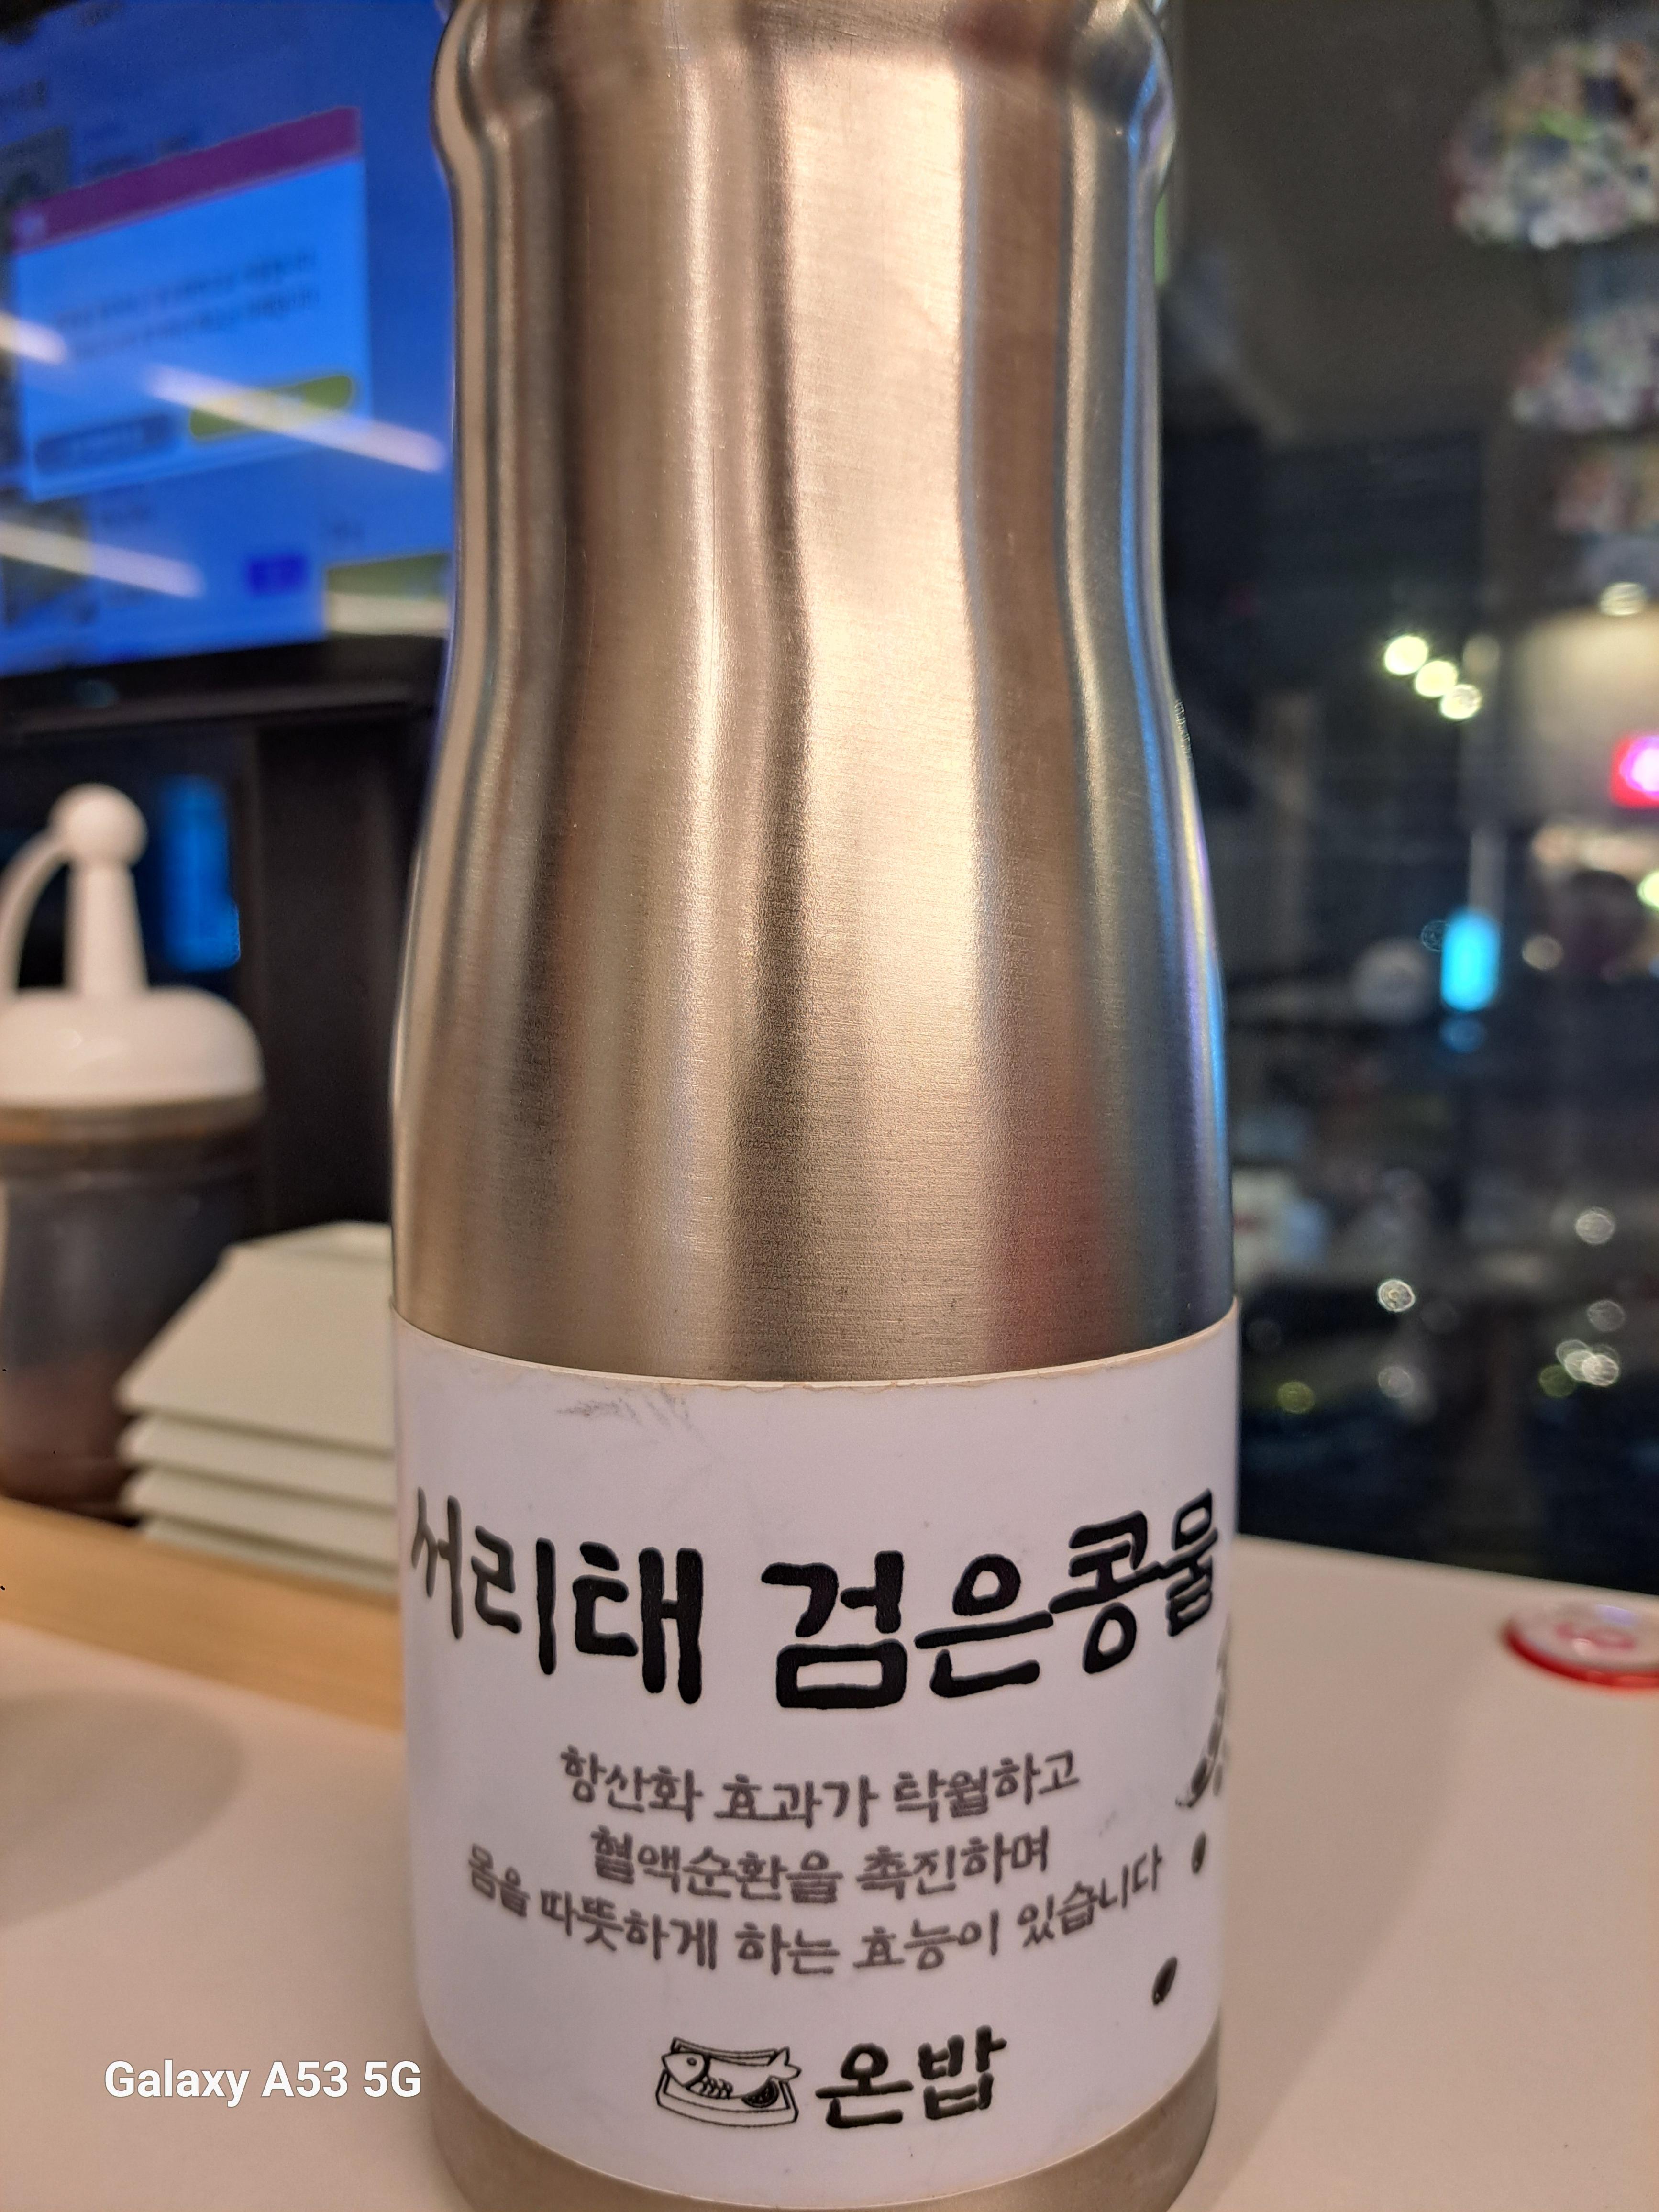 서리태 검은콩물
항산화 효과가 탁월하고
혈액순환을 촉진하며
몸을 따뜻하게 하는 효능이 있습니다
온밥
Galaxy A53 5G